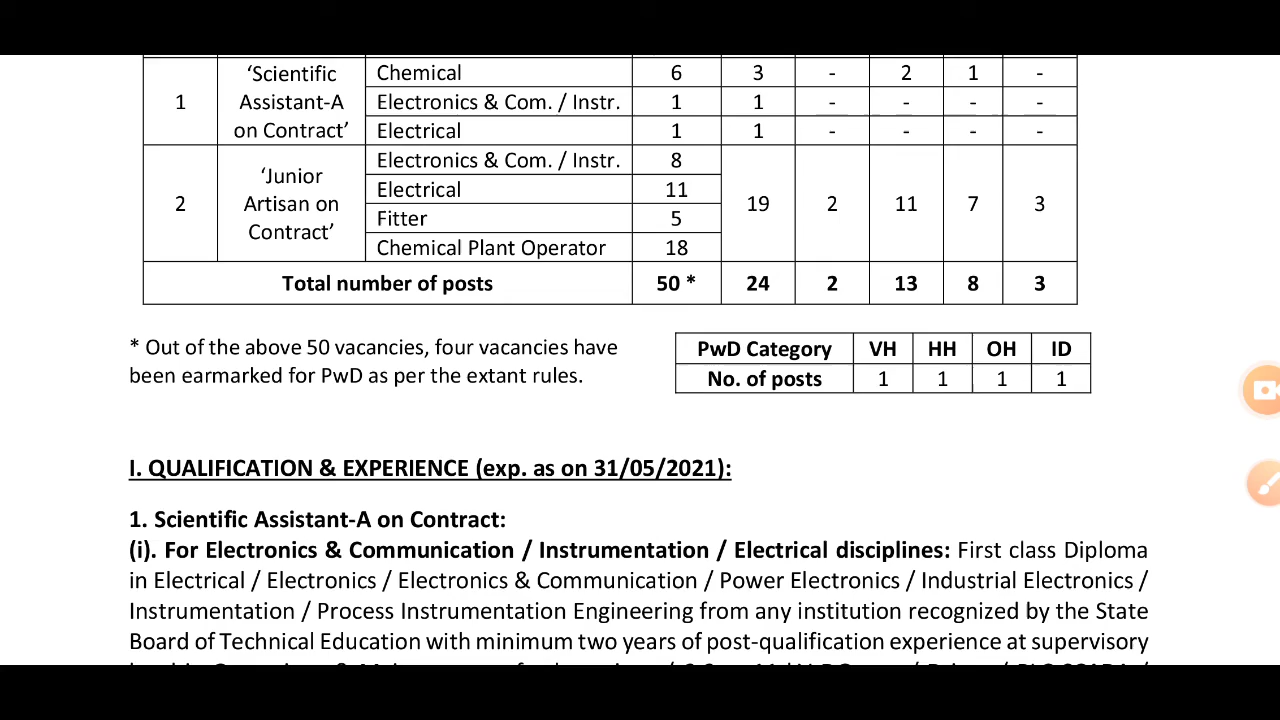 1 'Scientific Assistant-A on Contract' Chemical 6 3 - 2 1 -
Electronics & Com. / Instr. 1 1 - - - -
Electrical 1 1 - - - -
2 'Junior Artisan on Contract' Electronics & Com. / Instr. 8 19 2 11 7 3
Electrical 11
Fitter 5
Chemical Plant Operator 18
Total number of posts 50 * 24 2 13 8 3
* Out of the above 50 vacancies, four vacancies have
been earmarked for PwD as per the extant rules.
PwD Category VH HH OH ID
No. of posts 1 1 1 1
I. QUALIFICATION & EXPERIENCE (exp. as on 31/05/2021):
1. Scientific Assistant-A on Contract:
(i). For Electronics & Communication / Instrumentation / Electrical disciplines: First class Diploma
in Electrical / Electronics / Electronics & Communication / Power Electronics / Industrial Electronics /
Instrumentation / Process Instrumentation Engineering from any institution recognized by the State
Board of Technical Education with minimum two years of post-qualification experience at supervisory